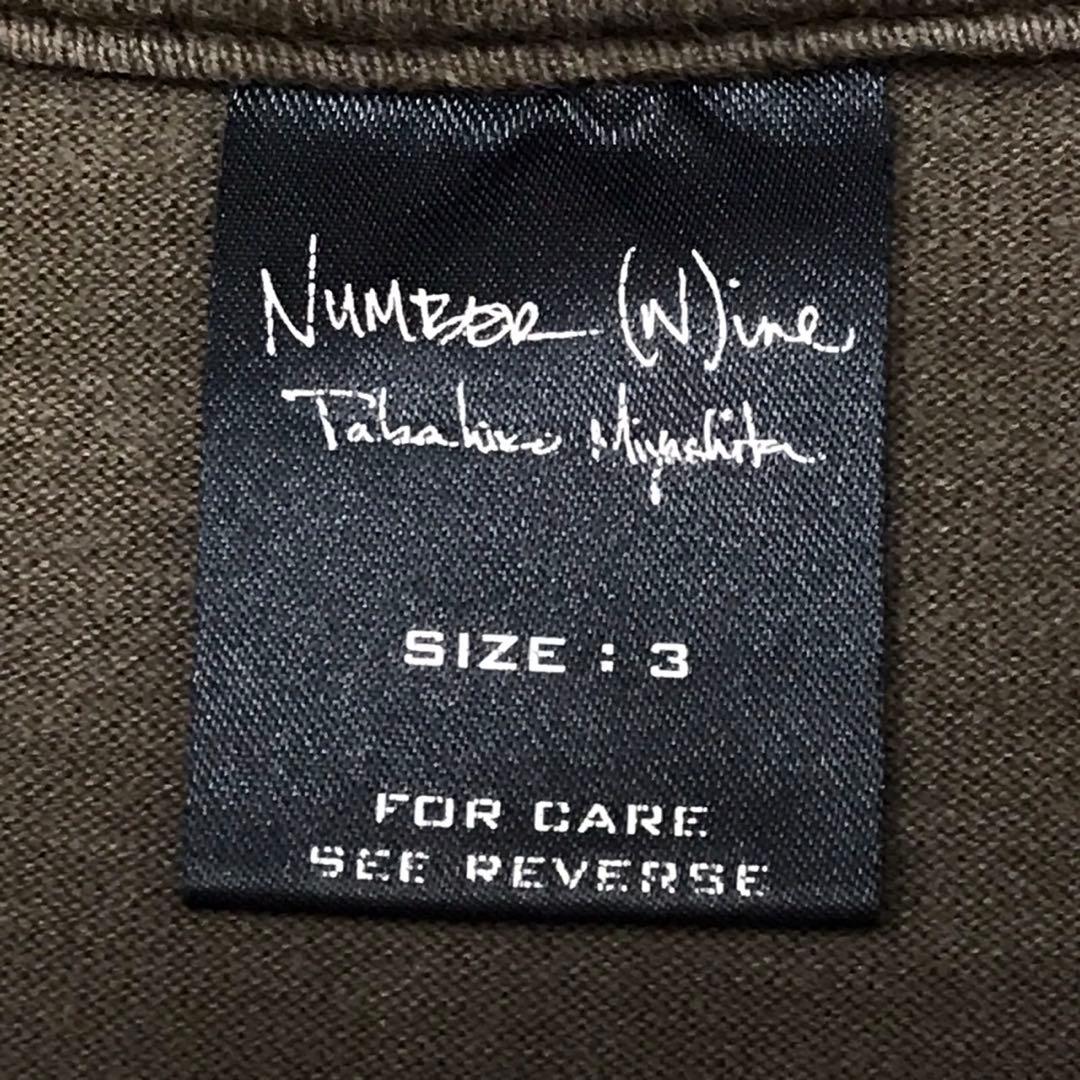 NUMBER (N)ine
Takahiro Miyashita.
SIZE : 3
FOR CARE
SEE REVERSE